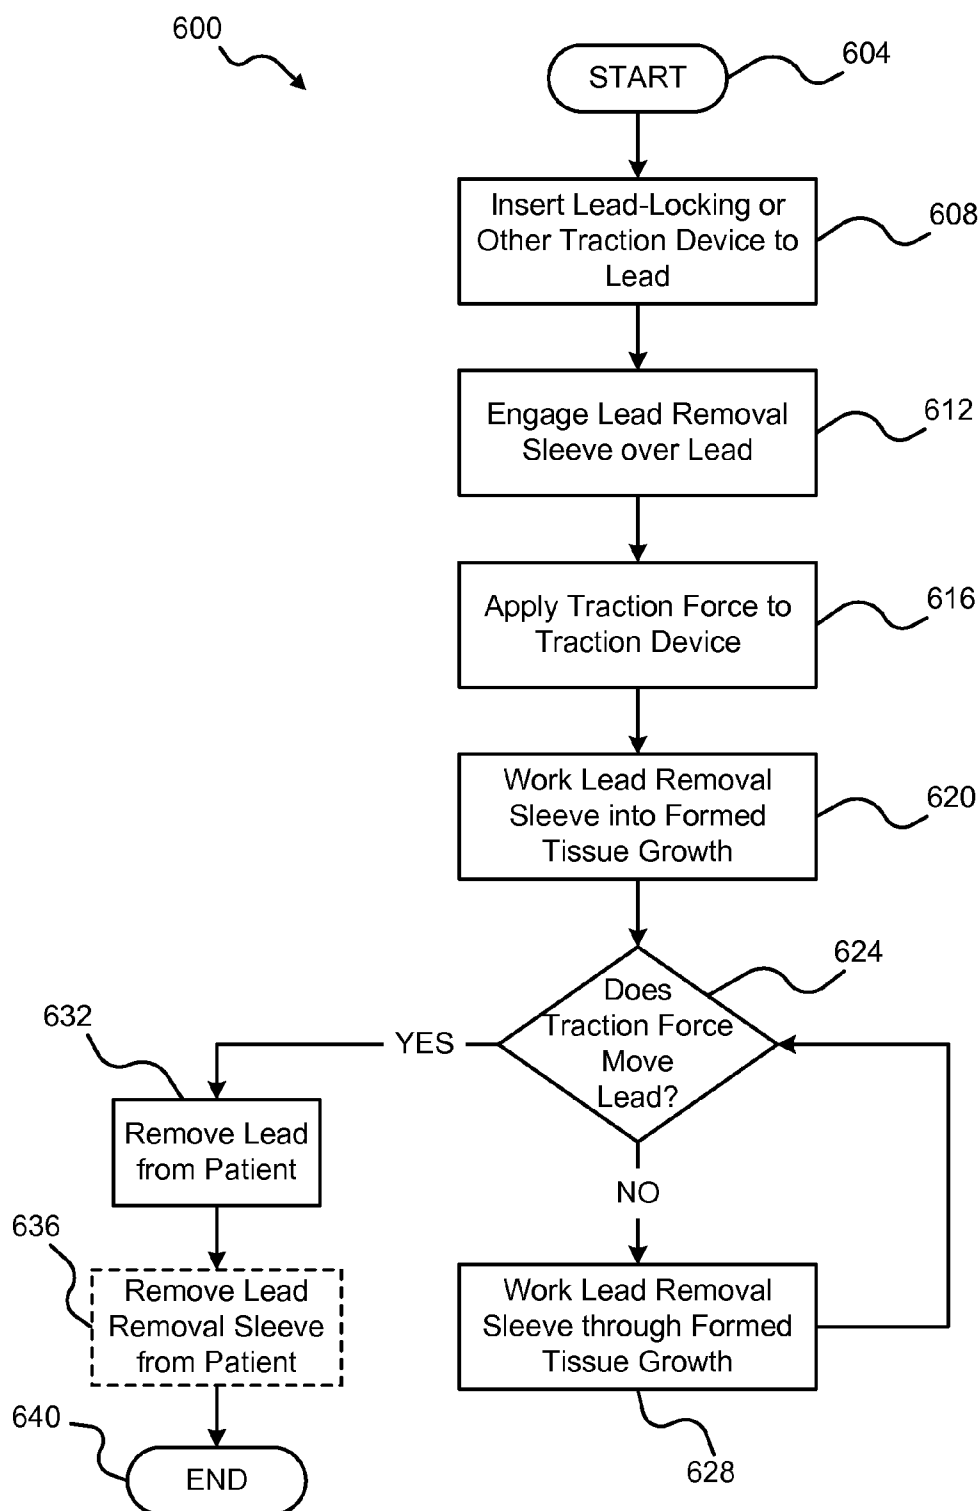 600
START
604
Insert Lead-Locking or
Other Traction Device to
Lead
608
Engage Lead Removal
Sleeve over Lead
612
Apply Traction Force to
Traction Device
616
Work Lead Removal
Sleeve into Formed
Tissue Growth
620
Does
Traction Force
Move
Lead?
624
YES
NO
632
Remove Lead
from Patient
636
Remove Lead
Removal Sleeve
from Patient
Work Lead Removal
Sleeve through Formed
Tissue Growth
628
640
END